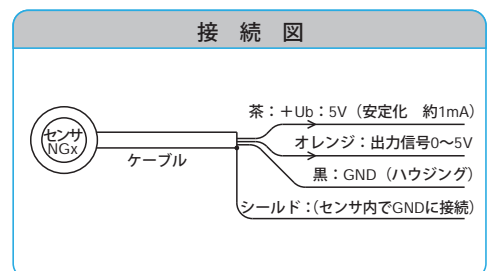 接続図
茶：＋Ub：5V（安定化　約1mA）
センサ
NGx
オレンジ：出力信号0〜5V
ケーブル
黒：GND（ハウジング）
シールド：（センサ内でGNDに接続）